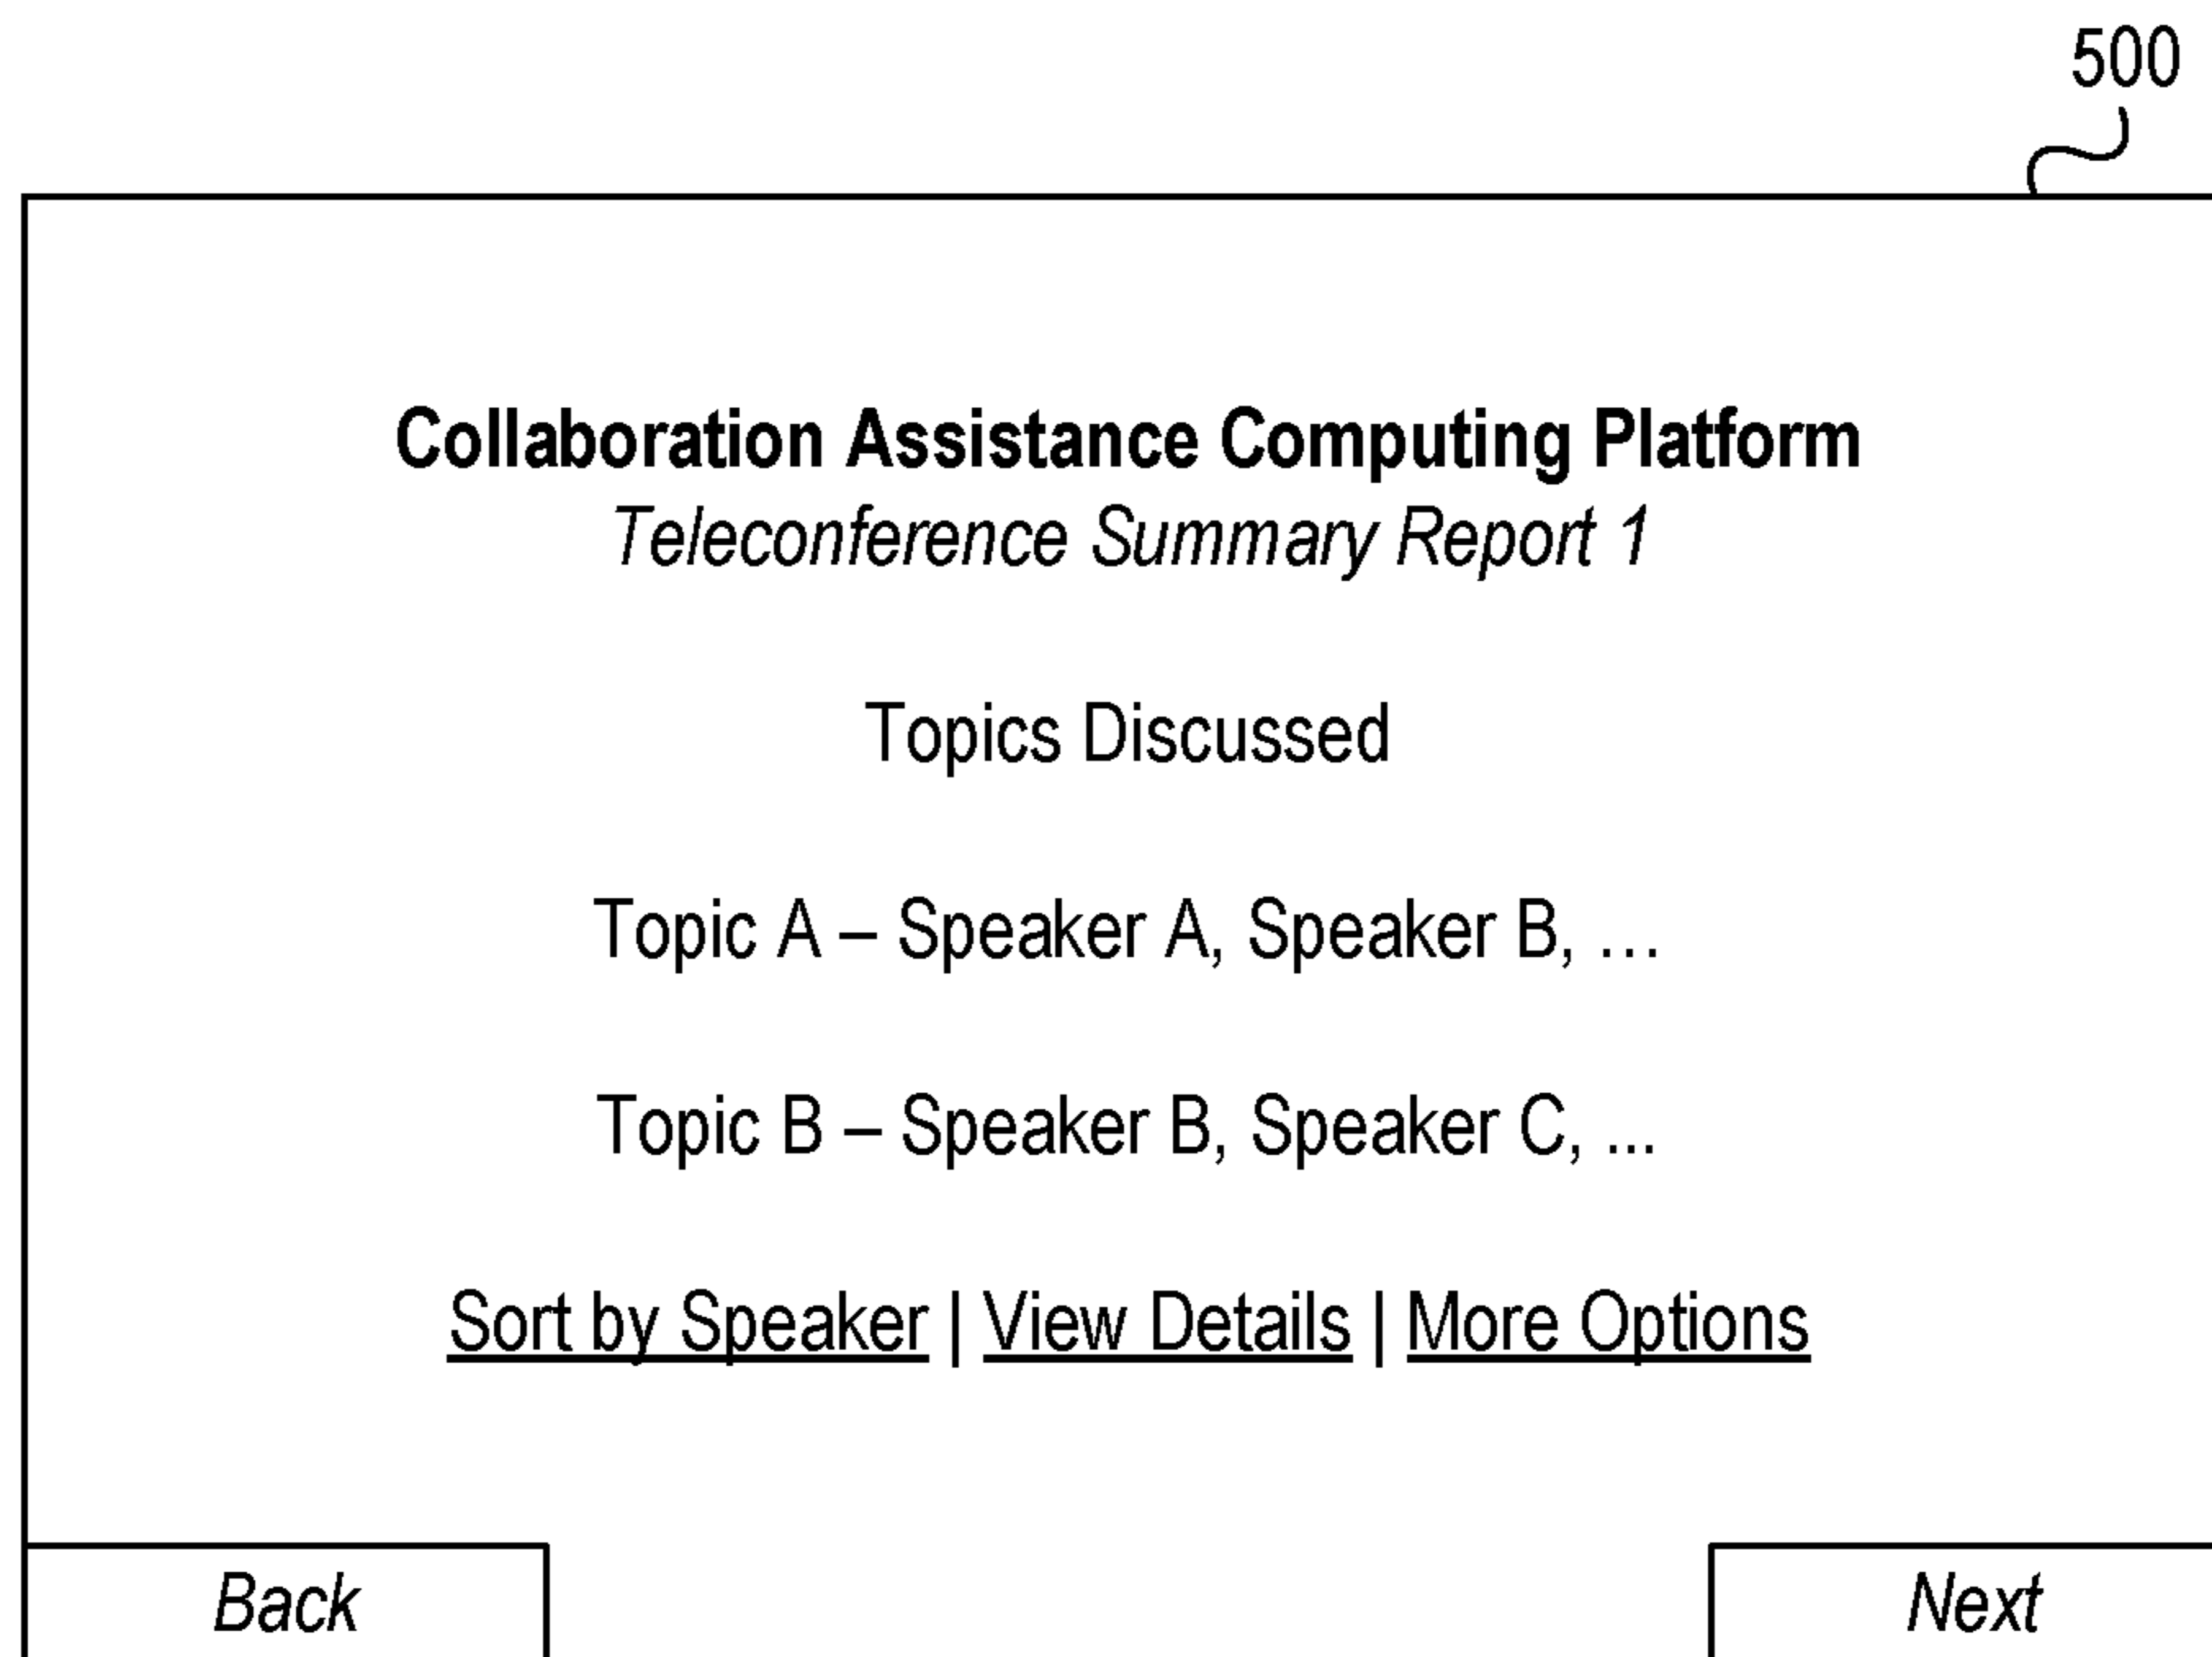 500
Collaboration Assistance Computing Platform
Teleconference Summary Report 1
Topics Discussed
Topic A – Speaker A, Speaker B, …
Topic B – Speaker B, Speaker C, ...
Sort by Speaker | View Details | More Options
Back
Next